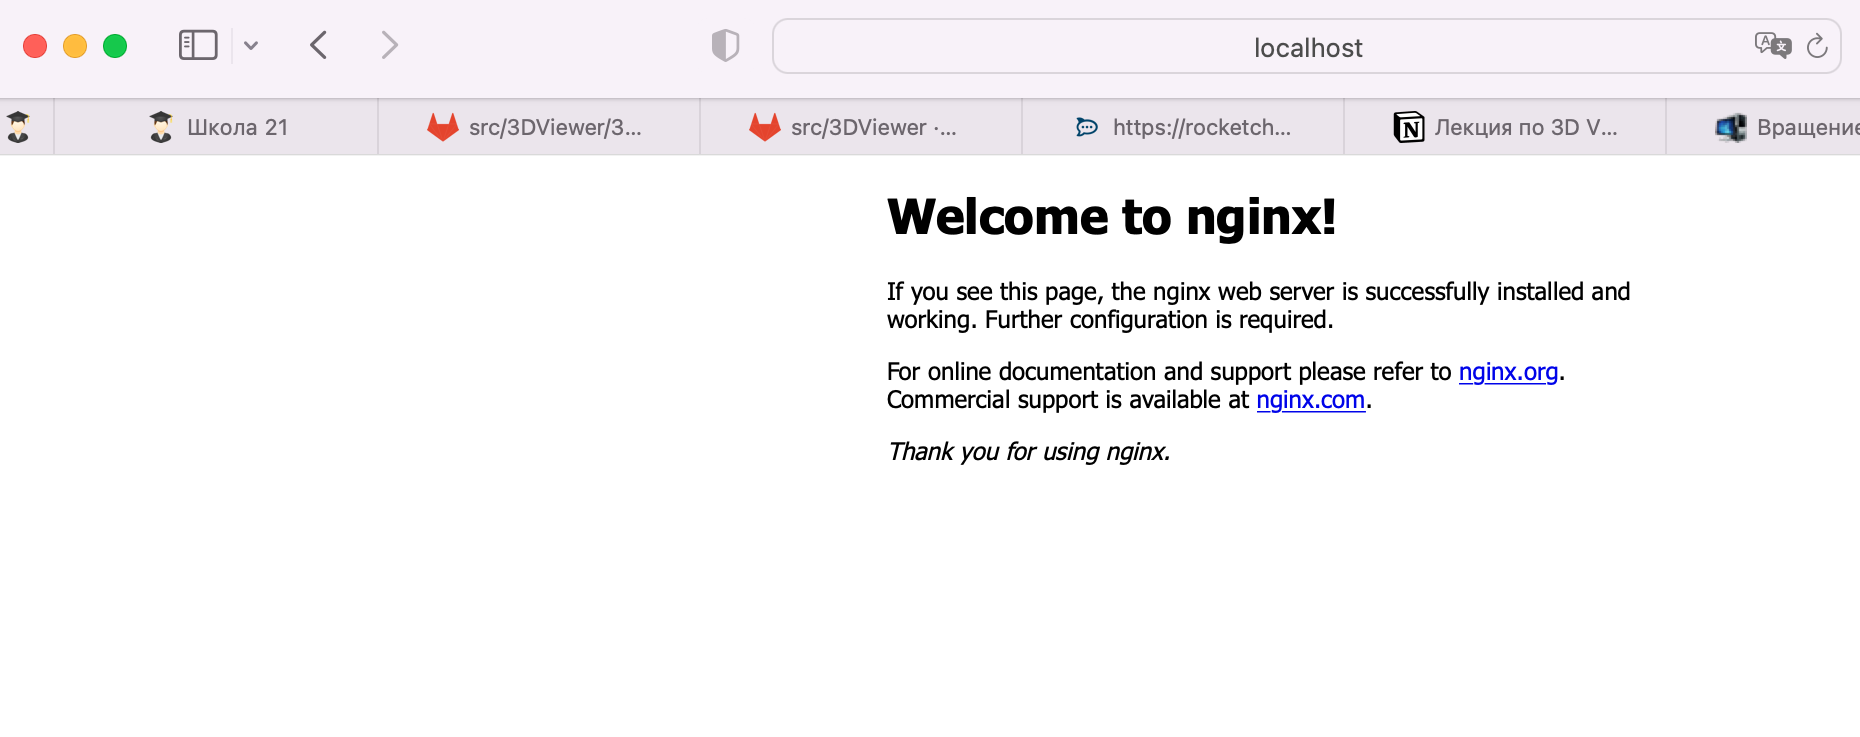 localhost
Школа 21
src/3DViewer/3...
src/3DViewer ·...
https://rocketch...
Лекция по 3D V...
Вращение
Welcome to nginx!
If you see this page, the nginx web server is successfully installed and
working. Further configuration is required.
For online documentation and support please refer to nginx.org.
Commercial support is available at nginx.com.
Thank you for using nginx.